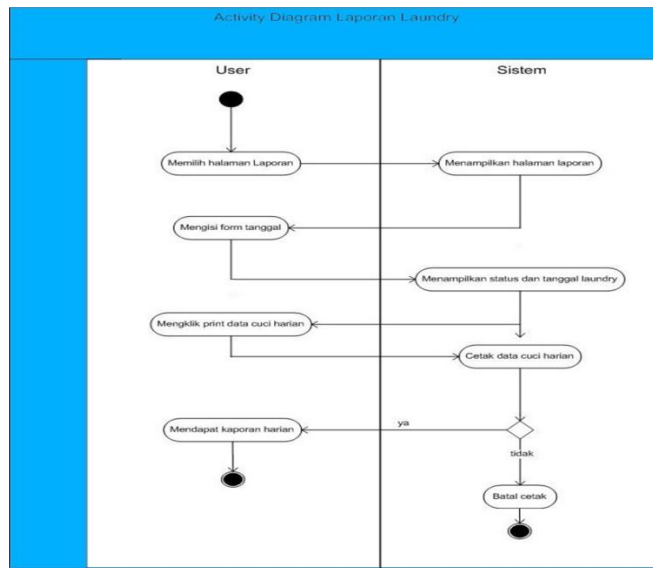 Activity Diagram Laporan Laundry
User
Sistem
Memilih halaman Laporan
Menampilkan halaman laporan
Mengisi form tanggal
Menampilkan status dan tanggal laundry
Mengklik print data cuci harian
Cetak data cuci harian
Mendapat kaporan harian
ya
tidak
Batal cetak